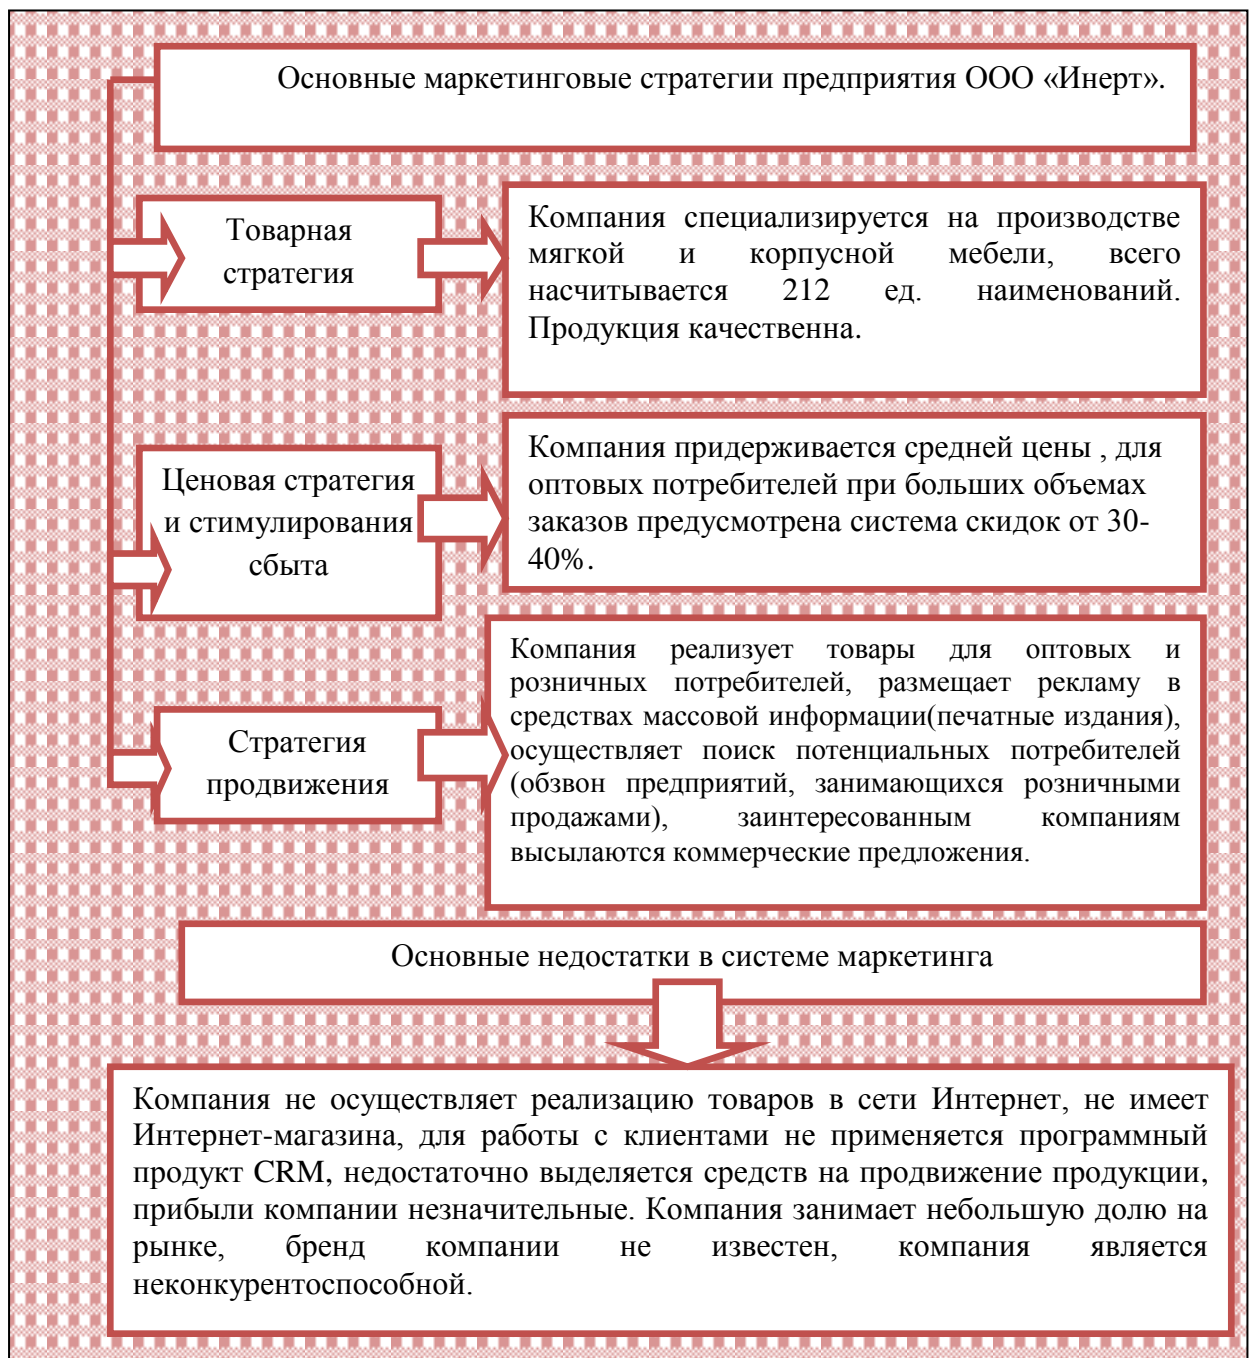 Основные маркетинговые стратегии предприятия ООО «Инерт».
Товарная
стратегия
Компания специализируется на производстве
мягкой и корпусной мебели, всего
насчитывается 212 ед. наименований.
Продукция качественна.
Ценовая стратегия
и стимулирования
сбыта
Компания придерживается средней цены , для
оптовых потребителей при больших объемах
заказов предусмотрена система скидок от 30-
40%.
Стратегия
продвижения
Компания реализует товары для оптовых и
розничных потребителей, размещает рекламу в
средствах массовой информации(печатные издания),
осуществляет поиск потенциальных потребителей
(обзвон предприятий, занимающихся розничными
продажами), заинтересованным компаниям
высылаются коммерческие предложения.
Основные недостатки в системе маркетинга
Компания не осуществляет реализацию товаров в сети Интернет, не имеет
Интернет-магазина, для работы с клиентами не применяется программный
продукт CRM, недостаточно выделяется средств на продвижение продукции,
прибыли компании незначительные. Компания занимает небольшую долю на
рынке, бренд компании не известен, компания является
неконкурентоспособной.